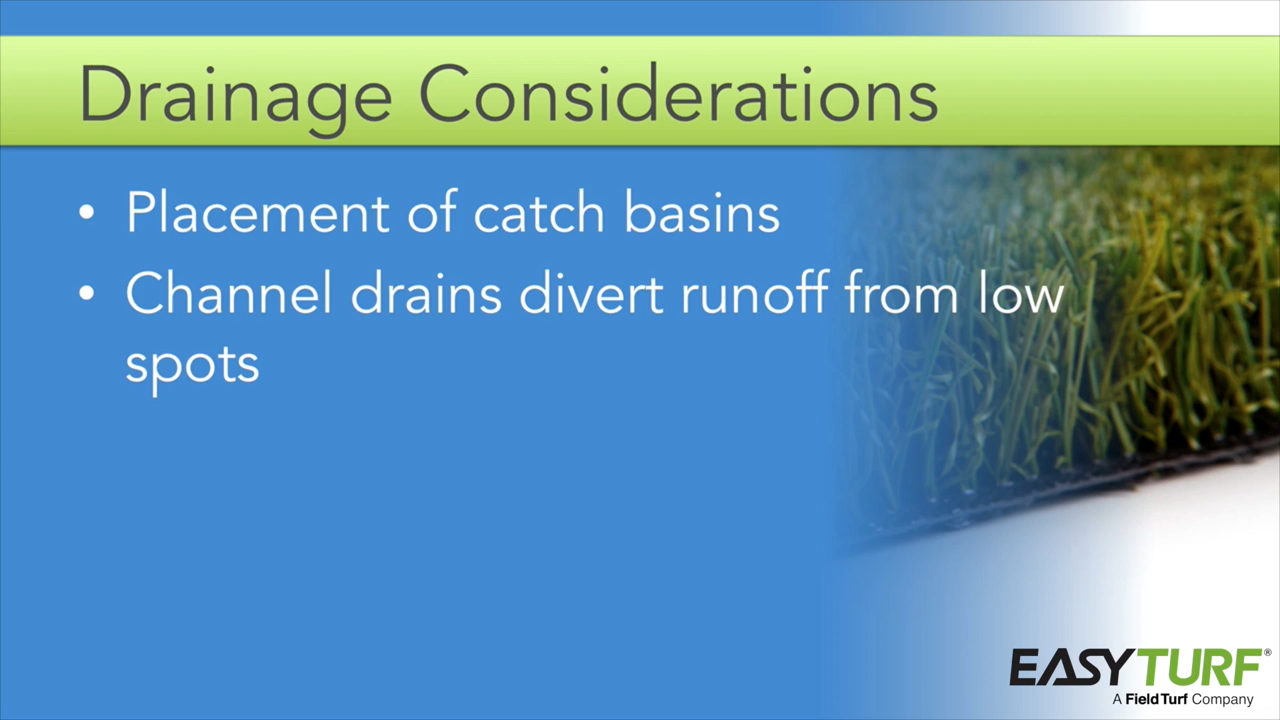 Drainage Considerations
• Placement of catch basins
• Channel drains divert runoff from low
spots
EASYTURF®
A FieldTurf Company